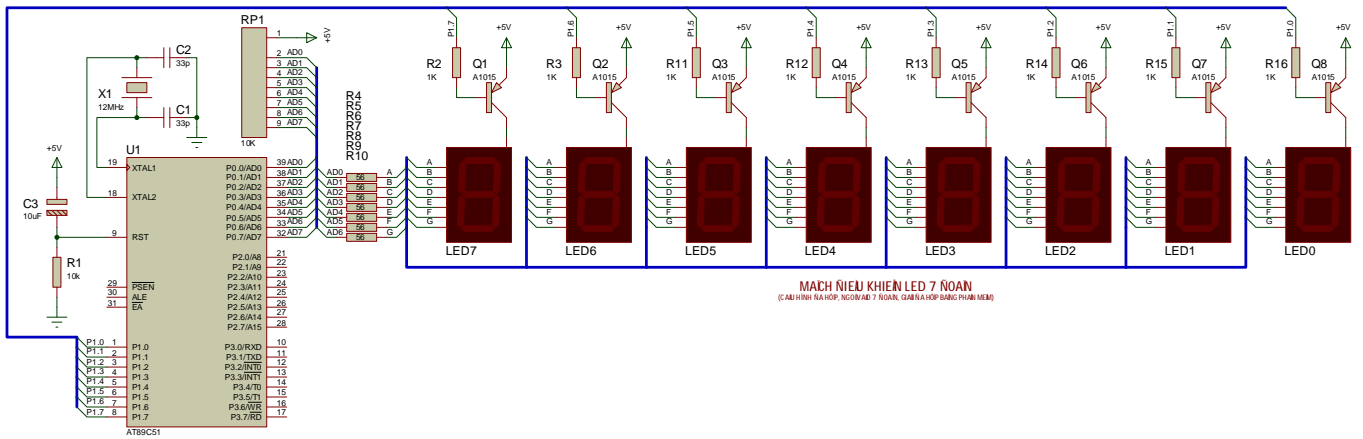 P1.7 P1.6 P1.5 P1.4 P1.3 P1.2 P1.1 P1.0
+5V +5V +5V +5V +5V +5V +5V +5V
RP1
1 +5V
2 AD0
3 AD1
4 AD2
5 AD3
6 AD4
7 AD5
8 AD6
9 AD7
10K
C2
33p
X1
12MHz
C1
33p
R2 1K Q1 A1015
R3 1K Q2 A1015
R11 1K Q3 A1015
R12 1K Q4 A1015
R13 1K Q5 A1015
R14 1K Q6 A1015
R15 1K Q7 A1015
R16 1K Q8 A1015
R4
R5
R6
R7
R8
R9
R10
+5V
C3
10uF
R1
10k
U1
19 XTAL1
18 XTAL2
9 RST
29 PSEN
30 ALE
31 EA
P1.0 1 P1.0
P1.1 2 P1.1
P1.2 3 P1.2
P1.3 4 P1.3
P1.4 5 P1.4
P1.5 6 P1.5
P1.6 7 P1.6
P1.7 8 P1.7
P0.0/AD0 39 AD0
P0.1/AD1 38 AD1
P0.2/AD2 37 AD2
P0.3/AD3 36 AD3
P0.4/AD4 35 AD4
P0.5/AD5 34 AD5
P0.6/AD6 33 AD6
P0.7/AD7 32 AD7
P2.0/A8 21
P2.1/A9 22
P2.2/A10 23
P2.3/A11 24
P2.4/A12 25
P2.5/A13 26
P2.6/A14 27
P2.7/A15 28
P3.0/RXD 10
P3.1/TXD 11
P3.2/INT0 12
P3.3/INT1 13
P3.4/T0 14
P3.5/T1 15
P3.6/WR 16
P3.7/RD 17
AT89C51
AD0 56 A
AD1 56 B
AD2 56 C
AD3 56 D
AD4 56 E
AD5 56 F
AD6 56 G
A A A A A A A A
B B B B B B B B
C C C C C C C C
D D D D D D D D
E E E E E E E E
F F F F F F F F
G G G G G G G G
LED7 LED6 LED5 LED4 LED3 LED2 LED1 LED0
LED 7